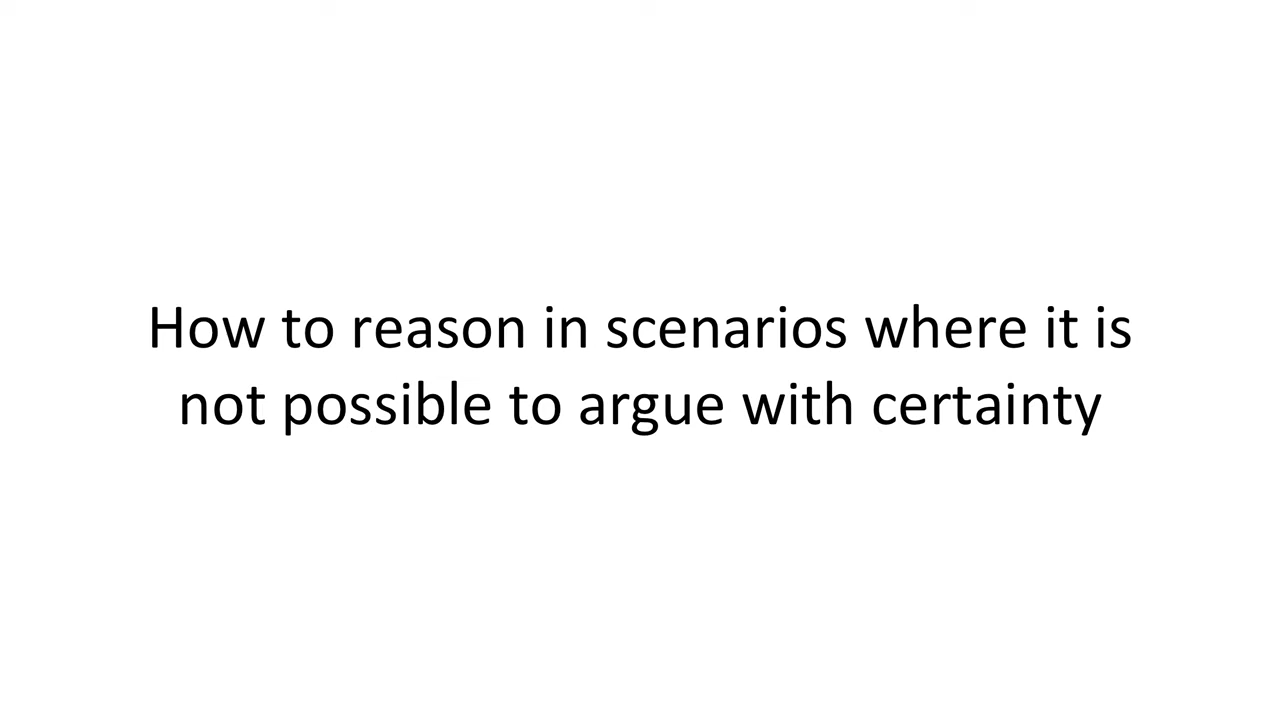 How to reason in scenarios where it is
not possible to argue with certainty